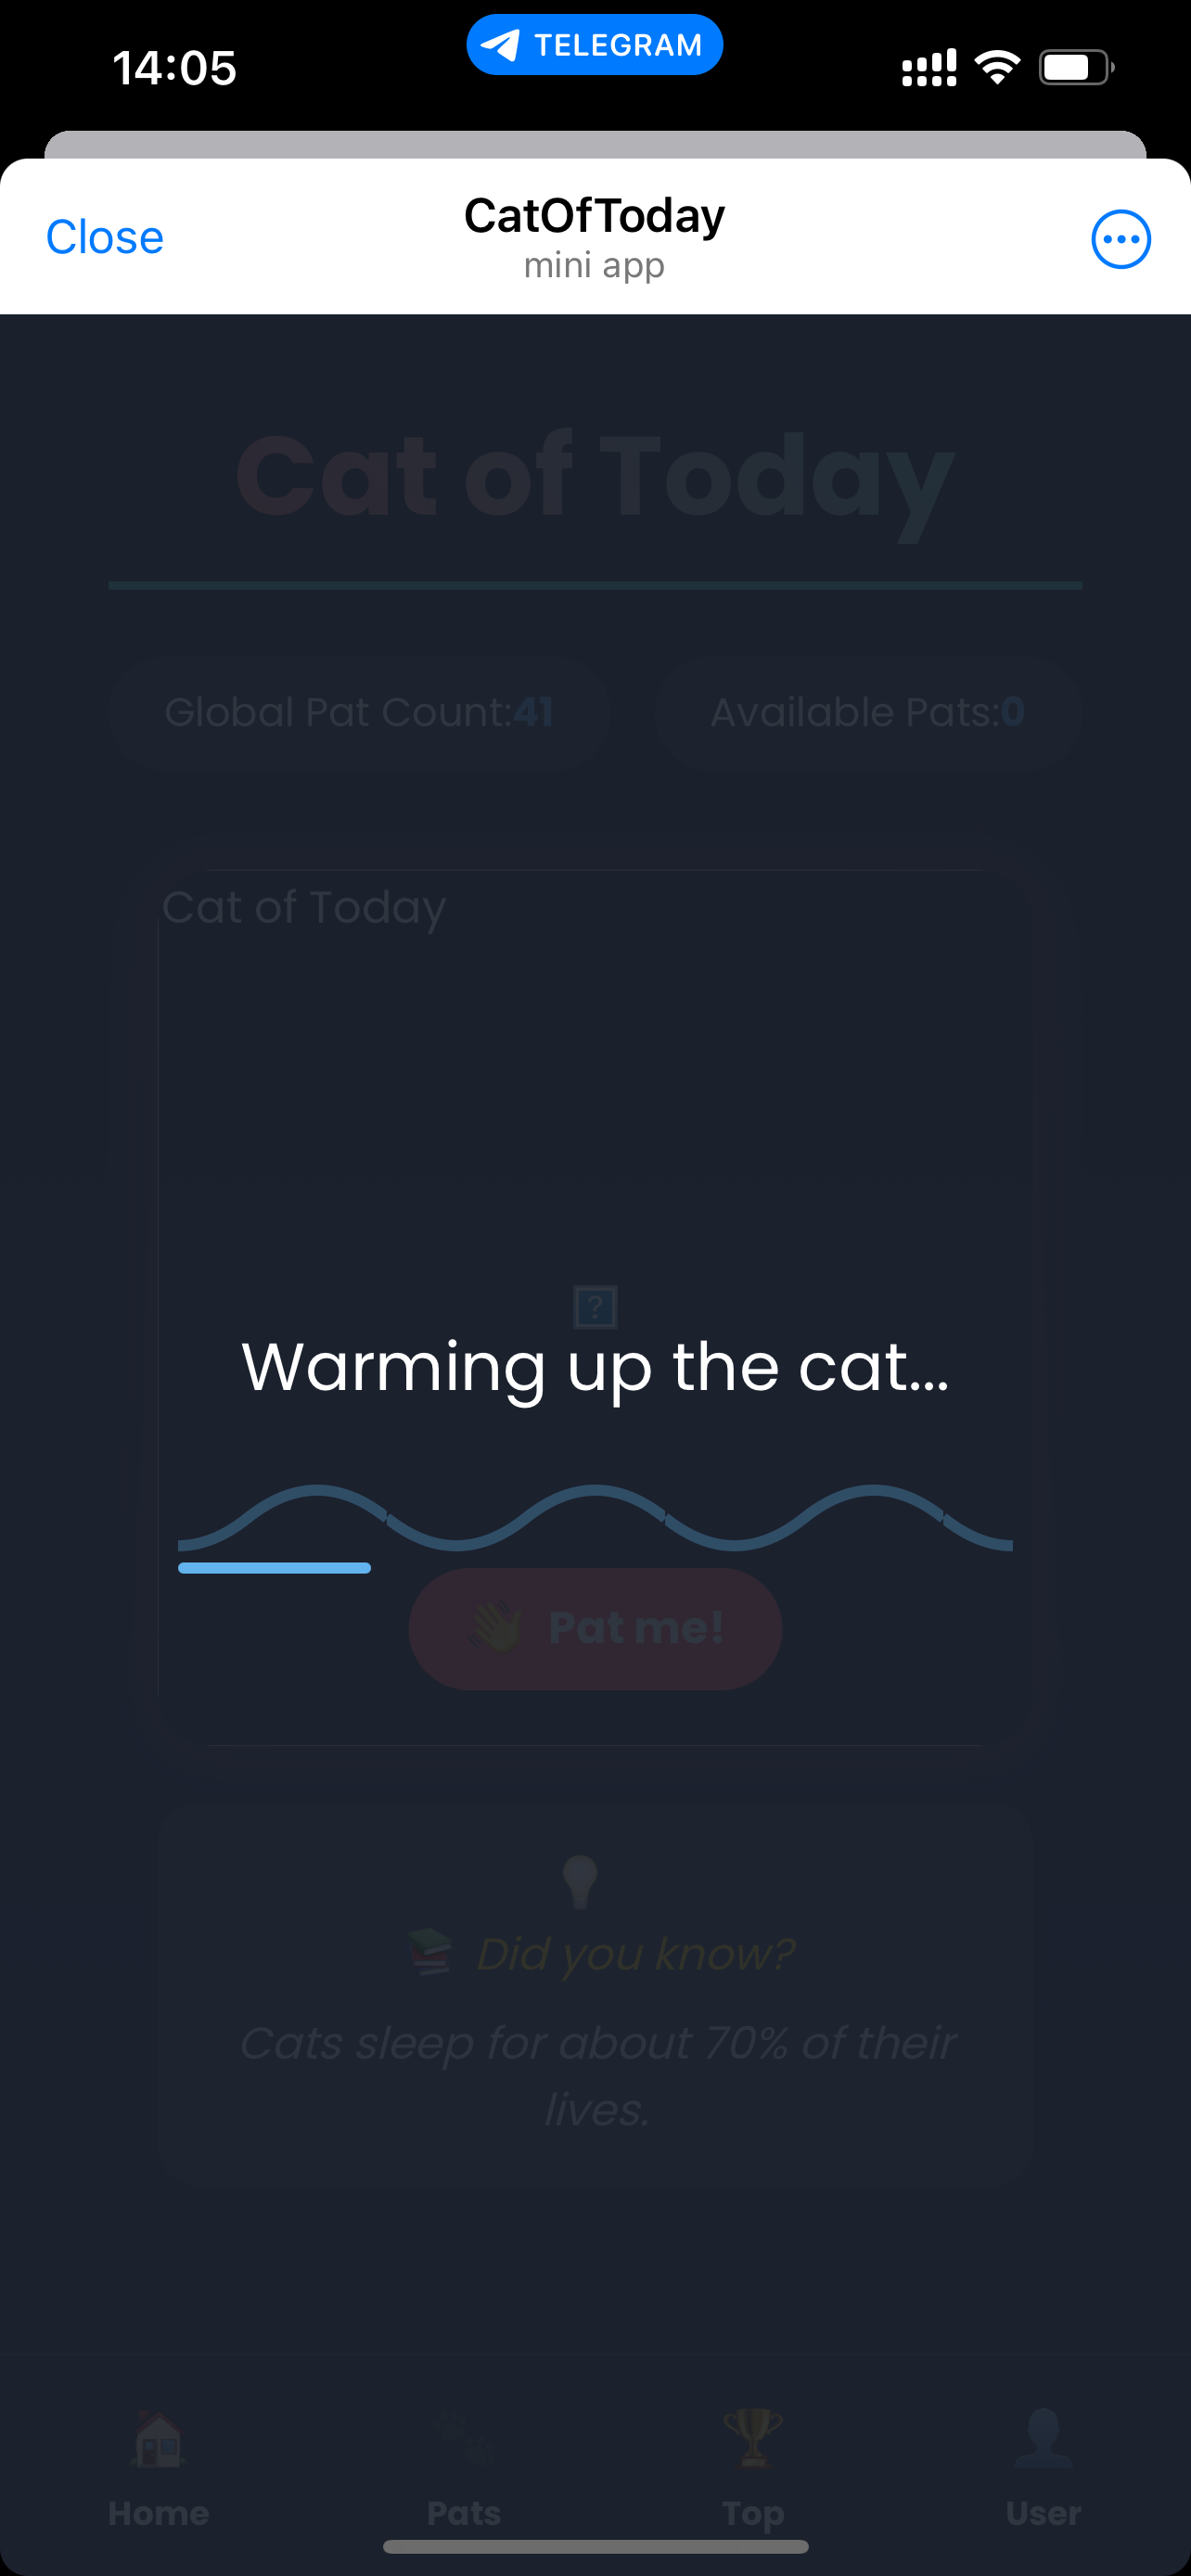 14:05
TELEGRAM
Close
CatOfToday
mini app
Cat of Today
Global Pat Count:41
Available Pats:0
Cat of Today
?
Warming up the cat...
👋 Pat me!
💡
📚 Did you know?
Cats sleep for about 70% of their
lives.
Home
Pats
Top
User